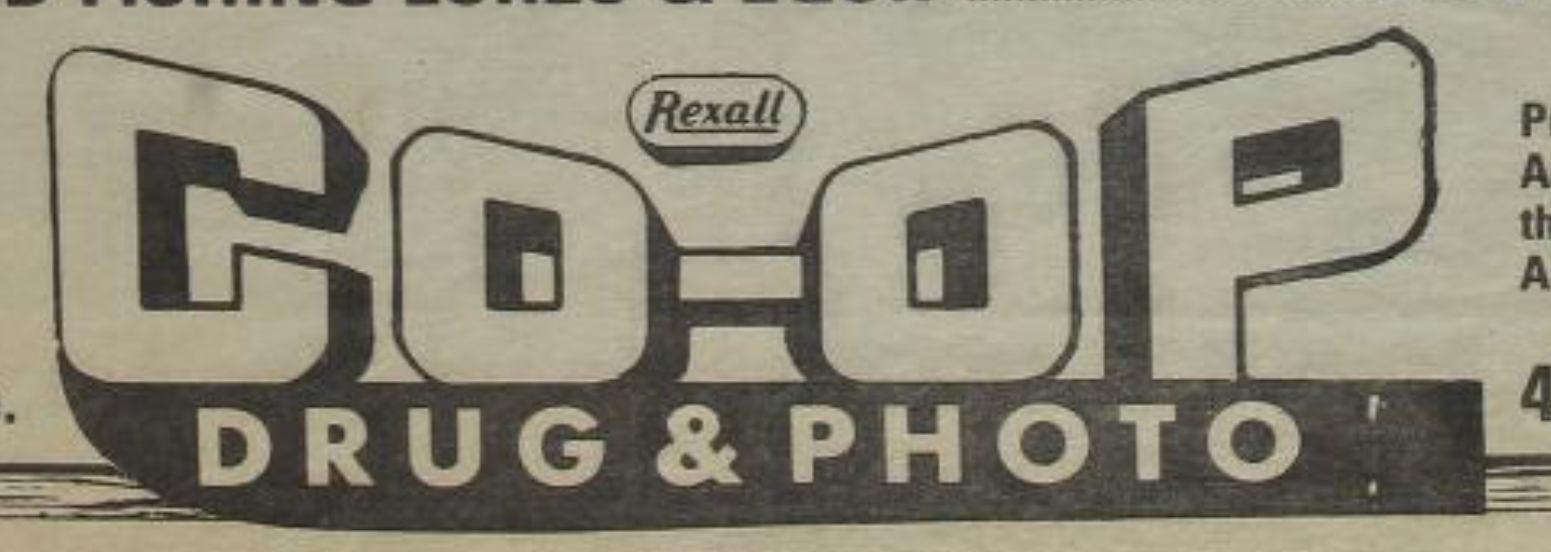 Rexall
CO-OP
DRUG & PHOTO